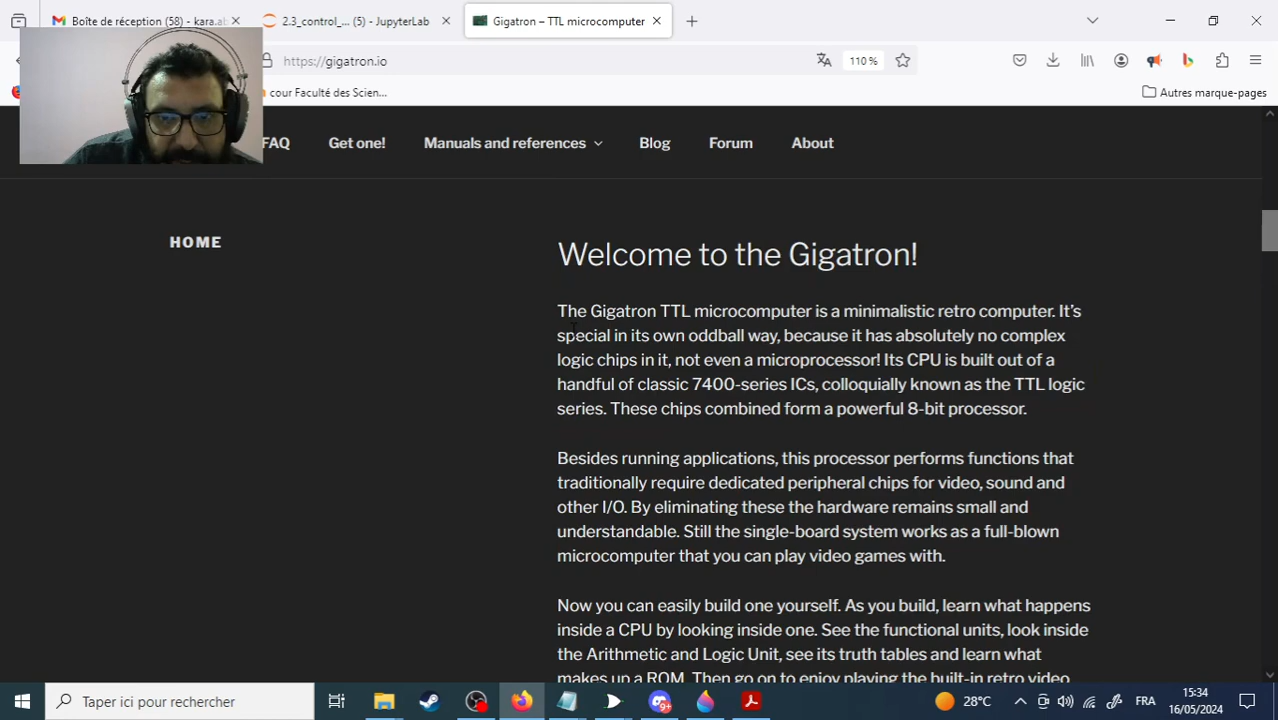 Boîte de réception (58) - kara.ab
2.3_control_... (5) - JupyterLab
Gigatron – TTL microcomputer
https://gigatron.io
110 %
cour Faculté des Scien...
Autres marque-pages
FAQ
Get one!
Manuals and references
Blog
Forum
About
HOME
Welcome to the Gigatron!
The Gigatron TTL microcomputer is a minimalistic retro computer. It's
special in its own oddball way, because it has absolutely no complex
logic chips in it, not even a microprocessor! Its CPU is built out of a
handful of classic 7400-series ICs, colloquially known as the TTL logic
series. These chips combined form a powerful 8-bit processor.
Besides running applications, this processor performs functions that
traditionally require dedicated peripheral chips for video, sound and
other I/O. By eliminating these the hardware remains small and
understandable. Still the single-board system works as a full-blown
microcomputer that you can play video games with.
Now you can easily build one yourself. As you build, learn what happens
inside a CPU by looking inside one. See the functional units, look inside
the Arithmetic and Logic Unit, see its truth tables and learn what
makes up a ROM. Then go on to enjoy playing the built-in retro video
Taper ici pour rechercher
9+
28°C
FRA
15:34
16/05/2024